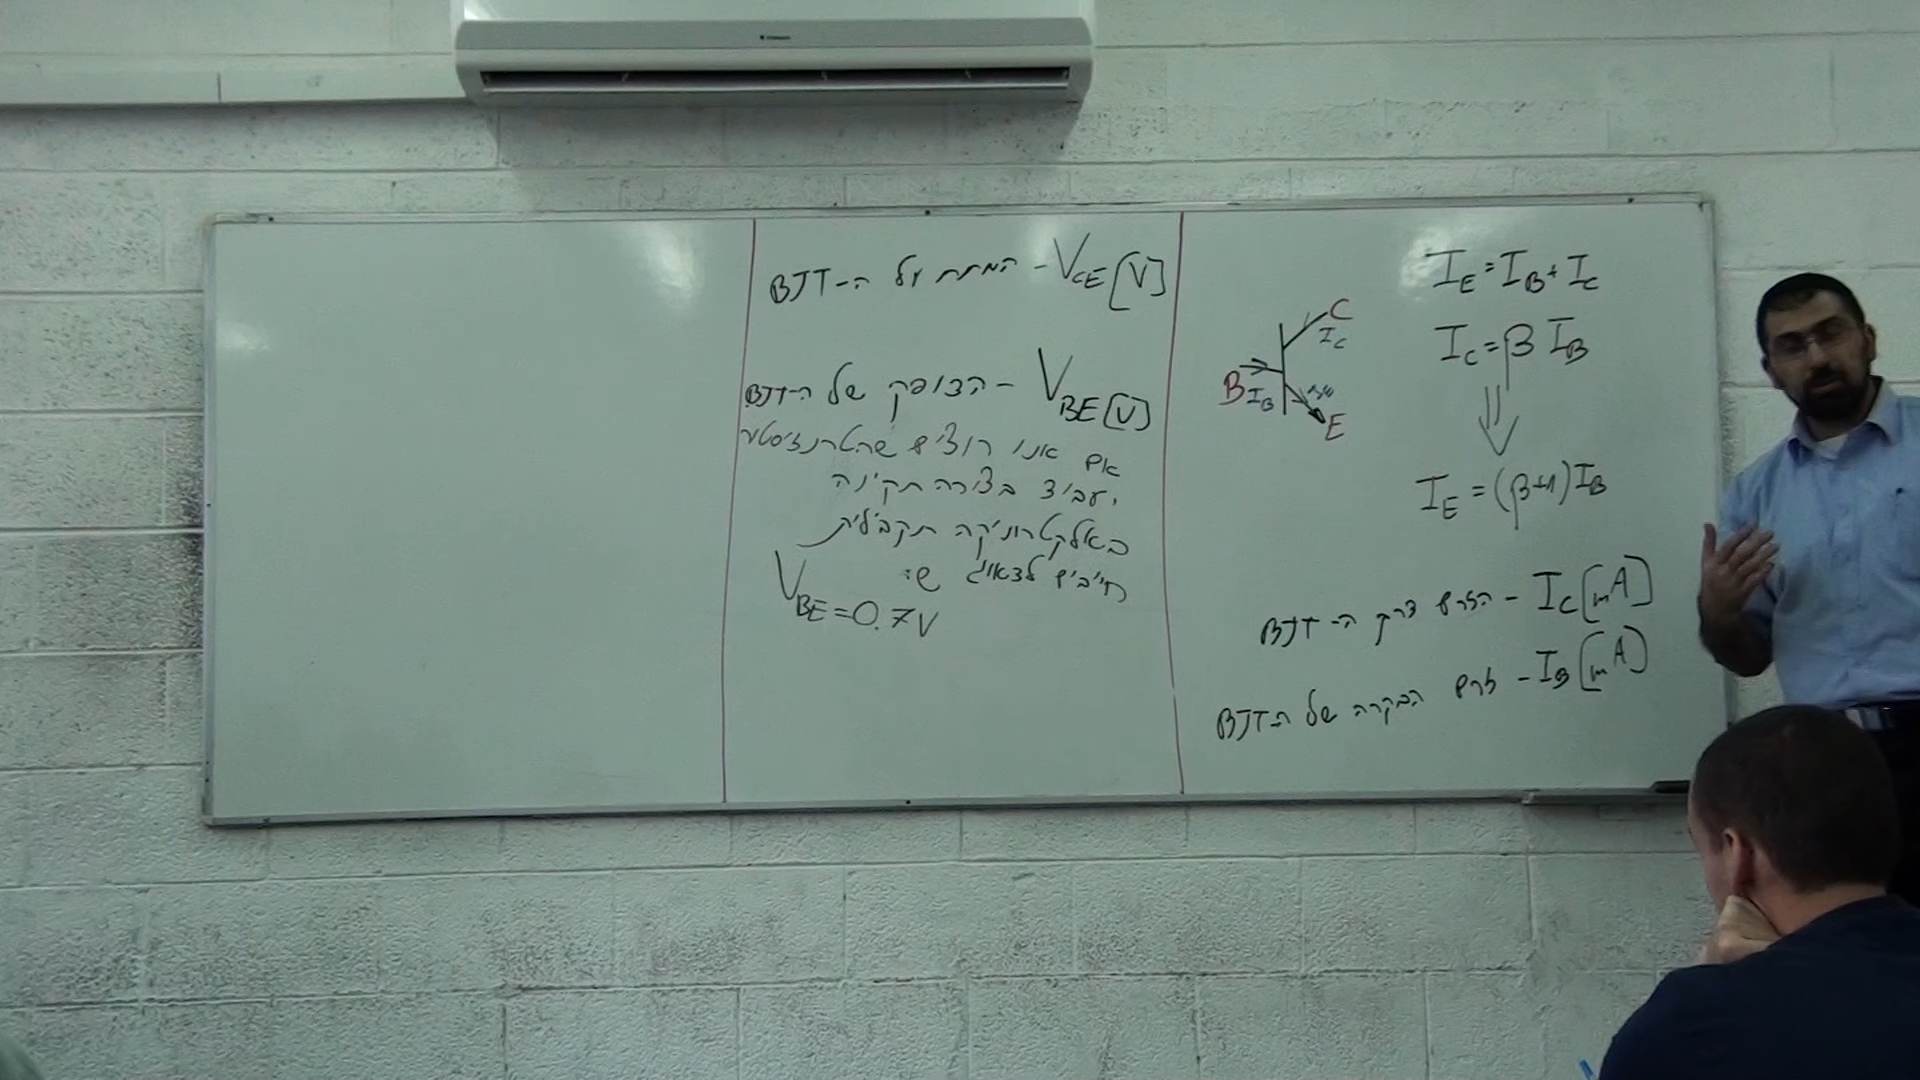 I_E = I_B + I_C
I_C = β I_B
⇓
I_E = (β+1) I_B
C
I_C
B
I_B
E
I_C [mA] - הזרם דרך ה-BJT
I_B [mA] - זרם הבקרה של ה-BJT
V_CE [V] - המתח על ה-BJT
V_BE [V] - הדופק של ה-BJT
אם אנו רוצים שהטרנזיסטור
יעבוד בצורה תקינה
באלקטרוניקה תקבילית
חייבים לדאוג ש:
V_BE = 0.7V